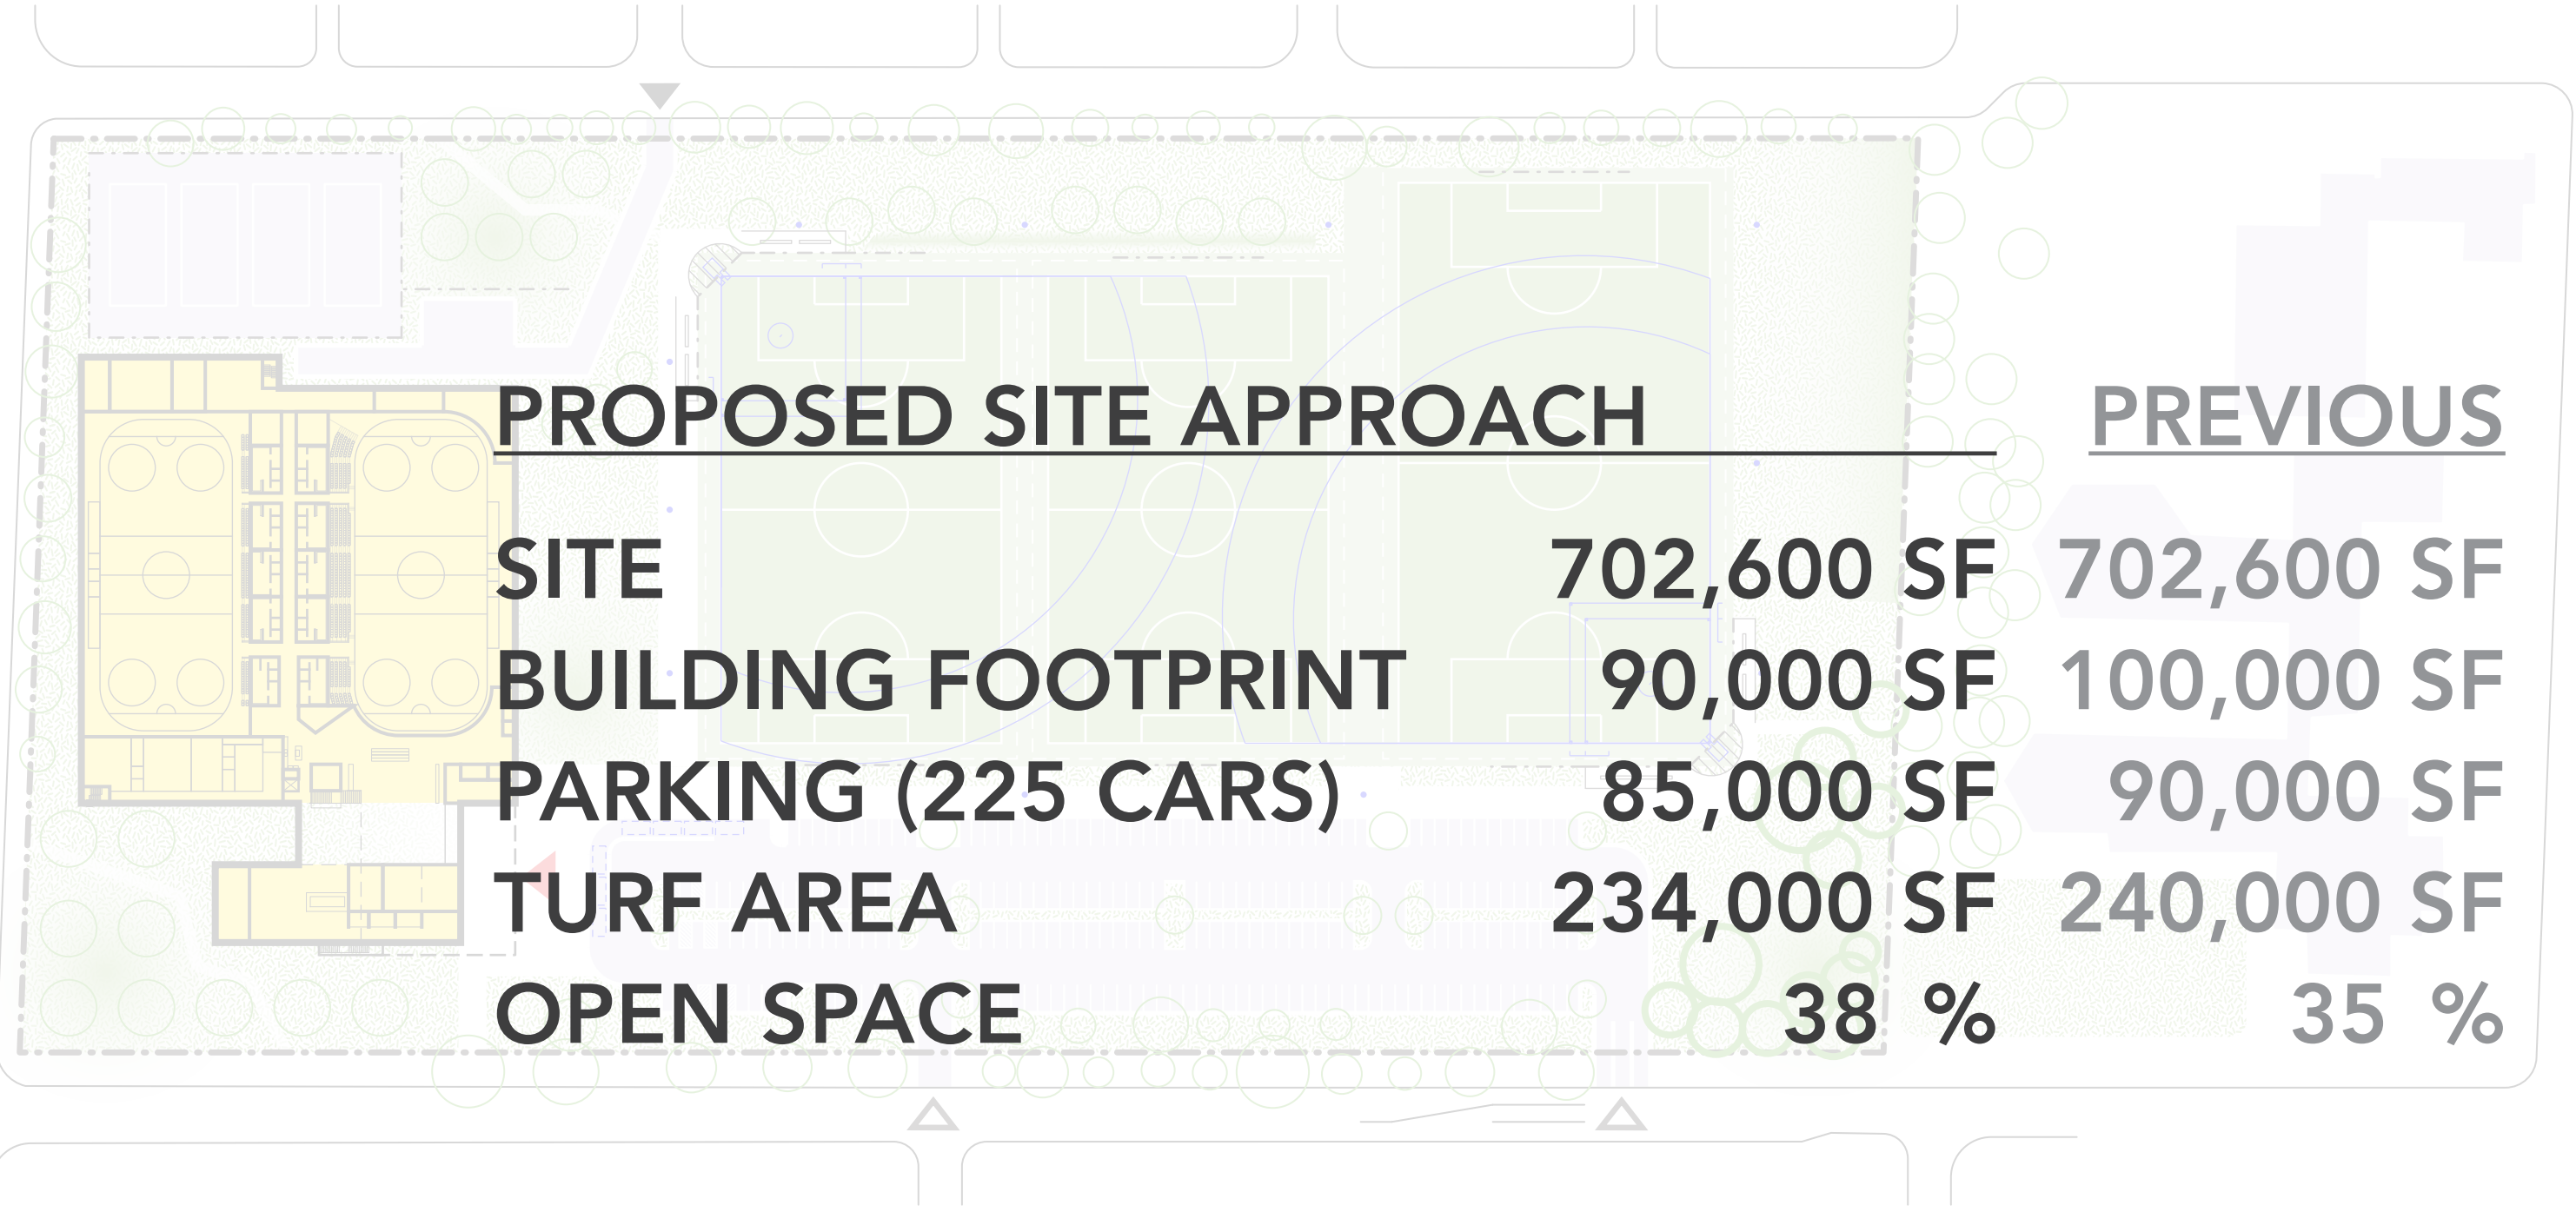 PROPOSED SITE APPROACH PREVIOUS
SITE 702,600 SF 702,600 SF
BUILDING FOOTPRINT 90,000 SF 100,000 SF
PARKING (225 CARS) 85,000 SF 90,000 SF
TURF AREA 234,000 SF 240,000 SF
OPEN SPACE 38 % 35 %